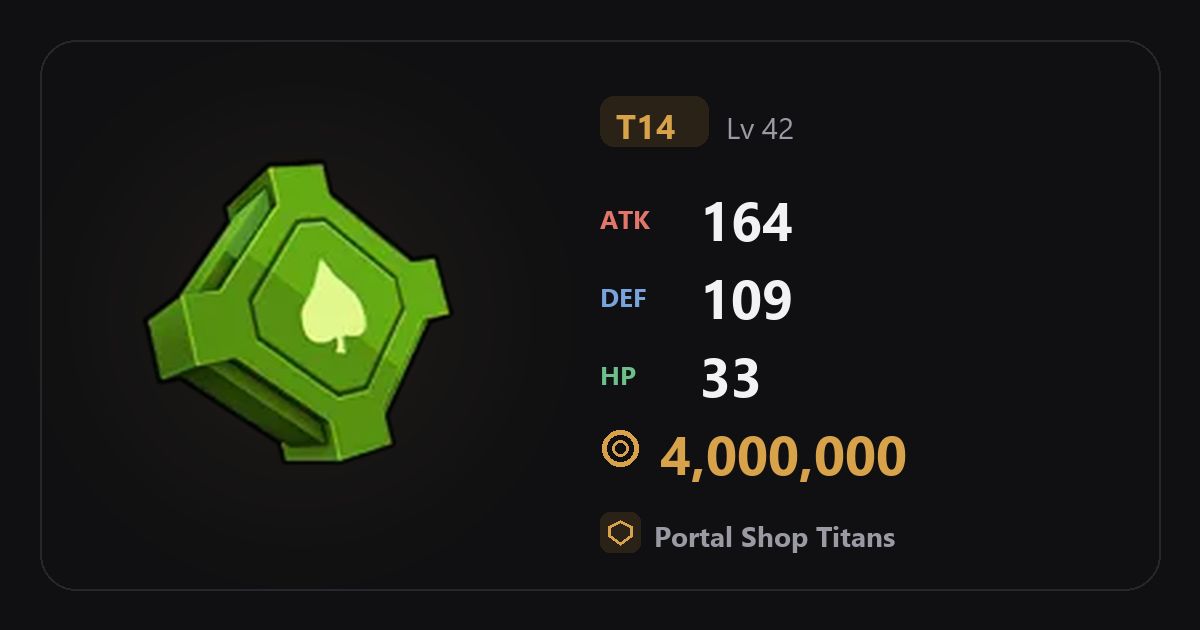 T14 Lv 42
ATK 164
DEF 109
HP 33
4,000,000
Portal Shop Titans